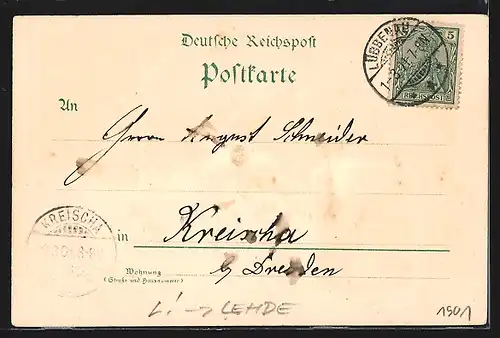 Deutsche Reichspost
Postkarte
LÜBBENAU
5
REICHSPOST
An
Herrn August Schneider
KREISCHA
in Kreischa
Wohnung
(Straße und Hausnummer)
b/ Dresden
L! → LEHDE
1901